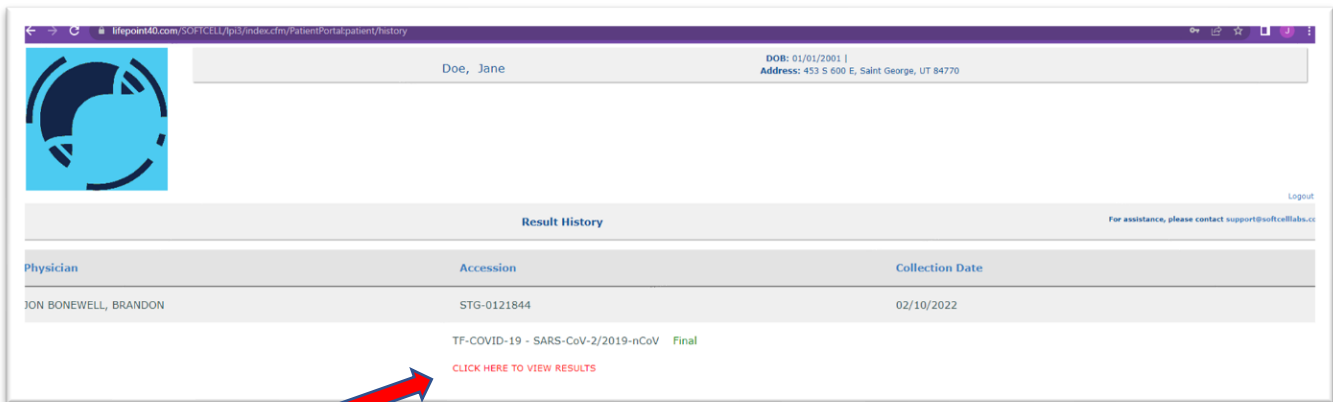 lifepoint40.com/SOFTCELL/lpi3/index.cfm/PatientPortal:patient/history
J
Doe, Jane
DOB: 01/01/2001 |
Address: 453 S 600 E, Saint George, UT 84770
Logout
Result History
For assistance, please contact support@softcelllabs.co
Physician
Accession
Collection Date
JON BONEWELL, BRANDON
STG-0121844
02/10/2022
TF-COVID-19 - SARS-CoV-2/2019-nCoV Final
CLICK HERE TO VIEW RESULTS